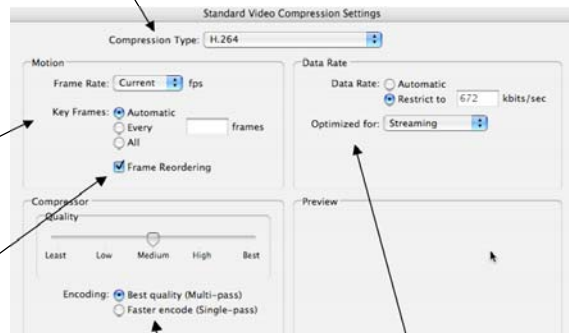 Standard Video Compression Settings
Compression Type: H.264
Motion
Frame Rate: Current fps
Key Frames: Automatic
Every frames
All
Frame Reordering
Data Rate
Data Rate: Automatic
Restrict to 672 kbits/sec
Optimized for: Streaming
Compressor
Quality
Least Low Medium High Best
Encoding: Best quality (Multi-pass)
Faster encode (Single-pass)
Preview